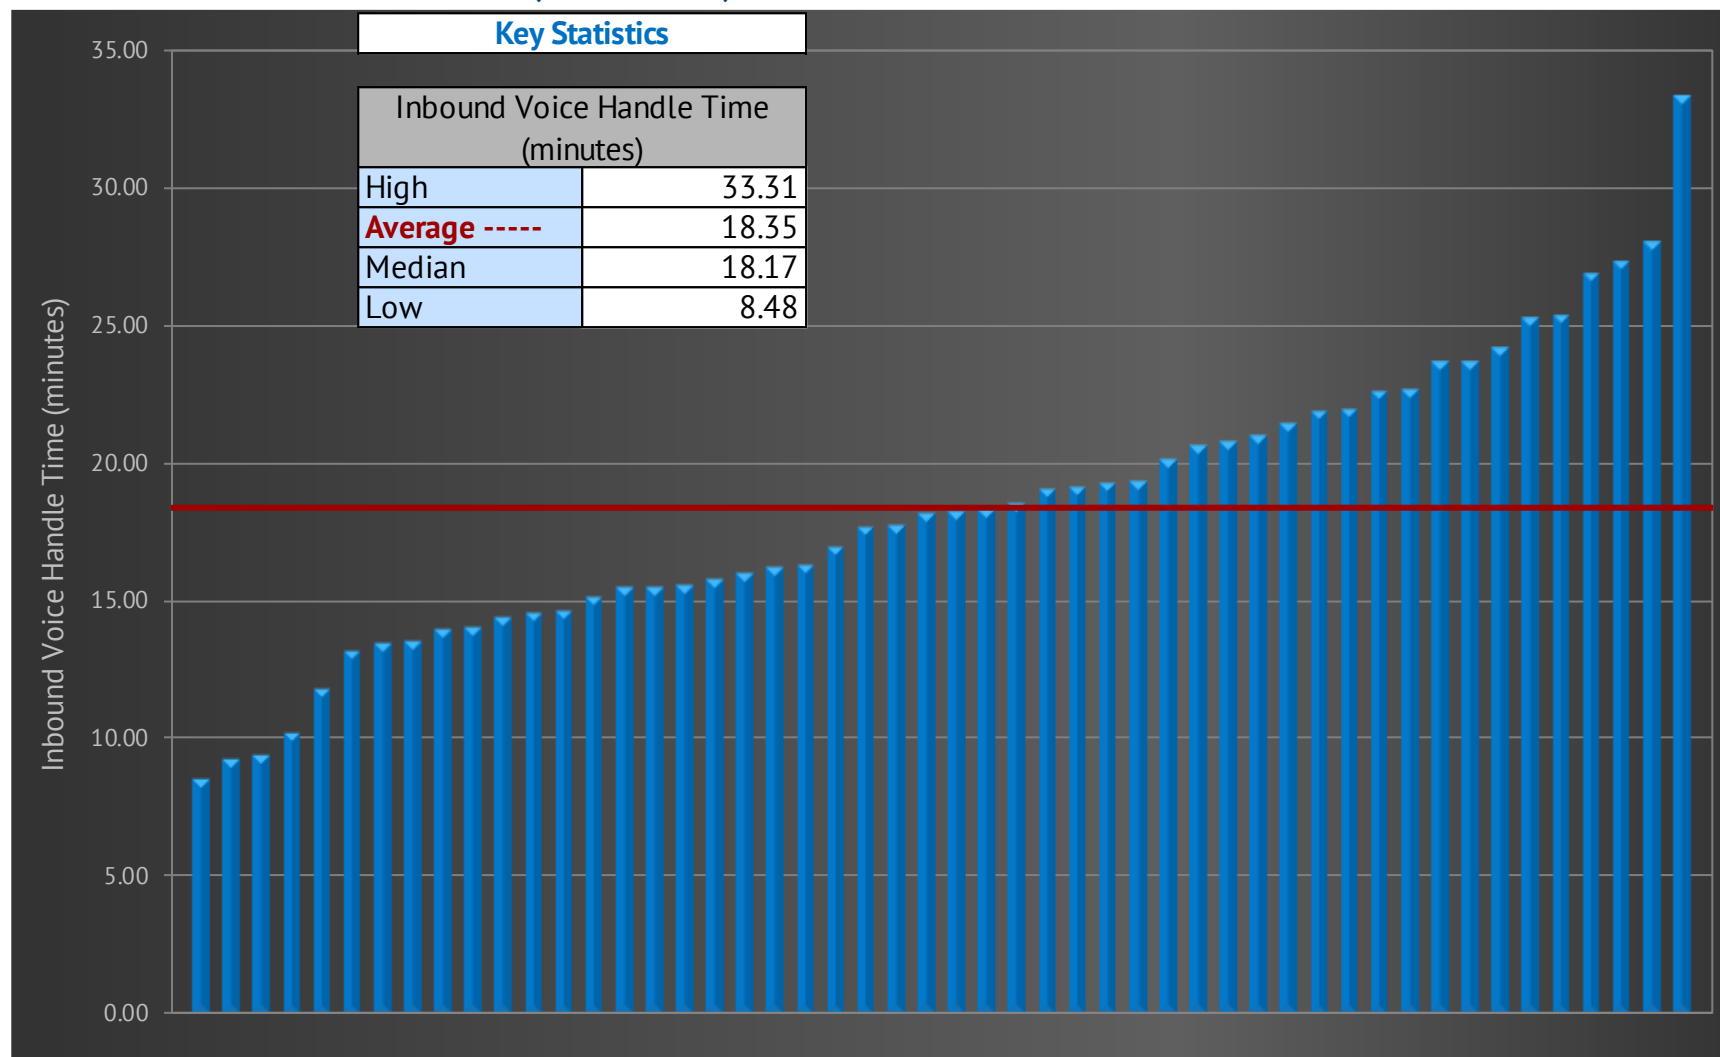 Key Statistics
Inbound Voice Handle Time
(minutes)
High 33.31
Average ----- 18.35
Median 18.17
Low 8.48
Inbound Voice Handle Time (minutes)
35.00
30.00
25.00
20.00
15.00
10.00
5.00
0.00